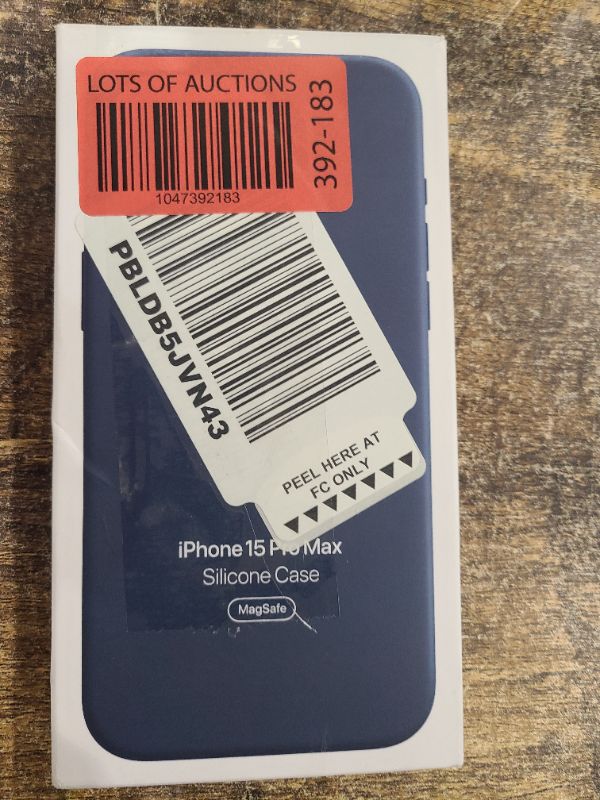 LOTS OF AUCTIONS
392-183
1047392183
PBLDB5JVN43
PEEL HERE AT
FC ONLY
iPhone 15 Pro Max
Silicone Case
MagSafe